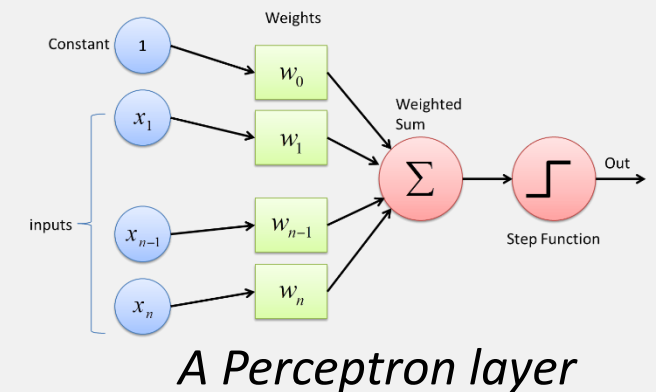 Weights
Constant
1
w₀
x₁
w₁
Weighted
Sum
inputs
xₙ₋₁
wₙ₋₁
Σ
Out
Step Function
xₙ
wₙ
A Perceptron layer